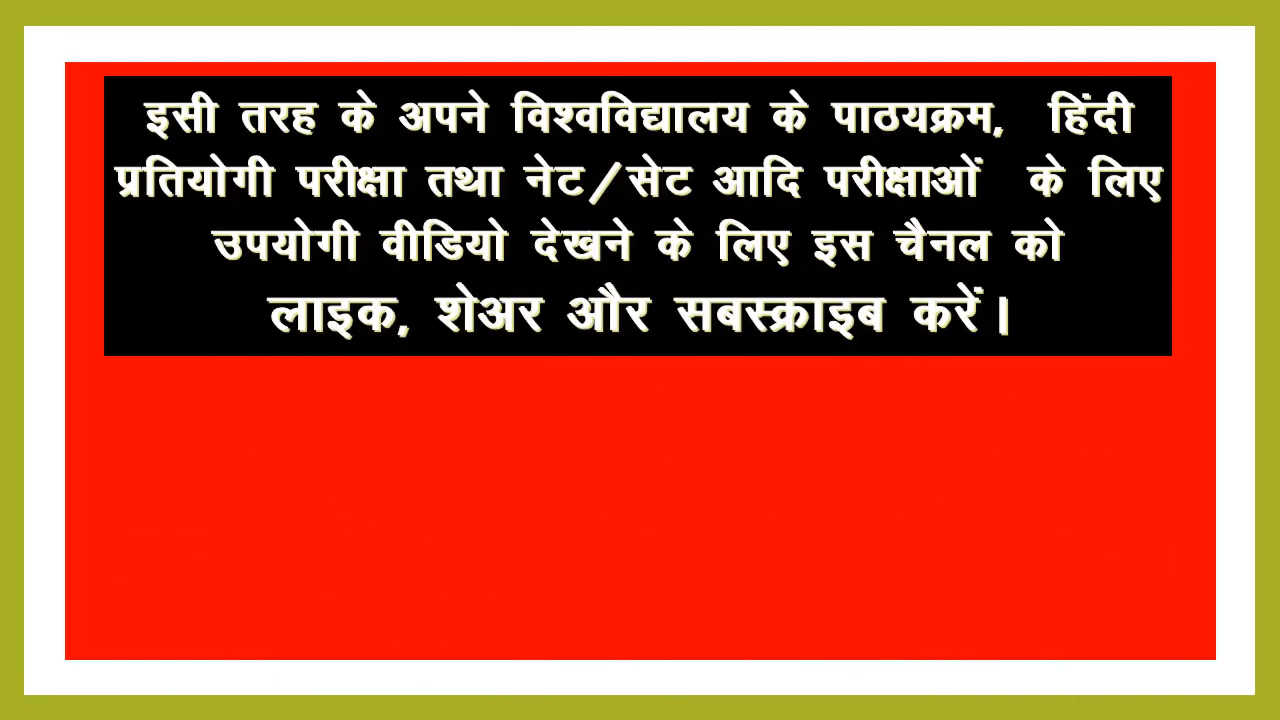 इसी तरह के अपने विश्वविद्यालय के पाठयक्रम, हिंदी
प्रतियोगी परीक्षा तथा नेट/सेट आदि परीक्षाओं के लिए
उपयोगी वीडियो देखने के लिए इस चैनल को
लाइक, शेअर और सबस्क्राइब करें।